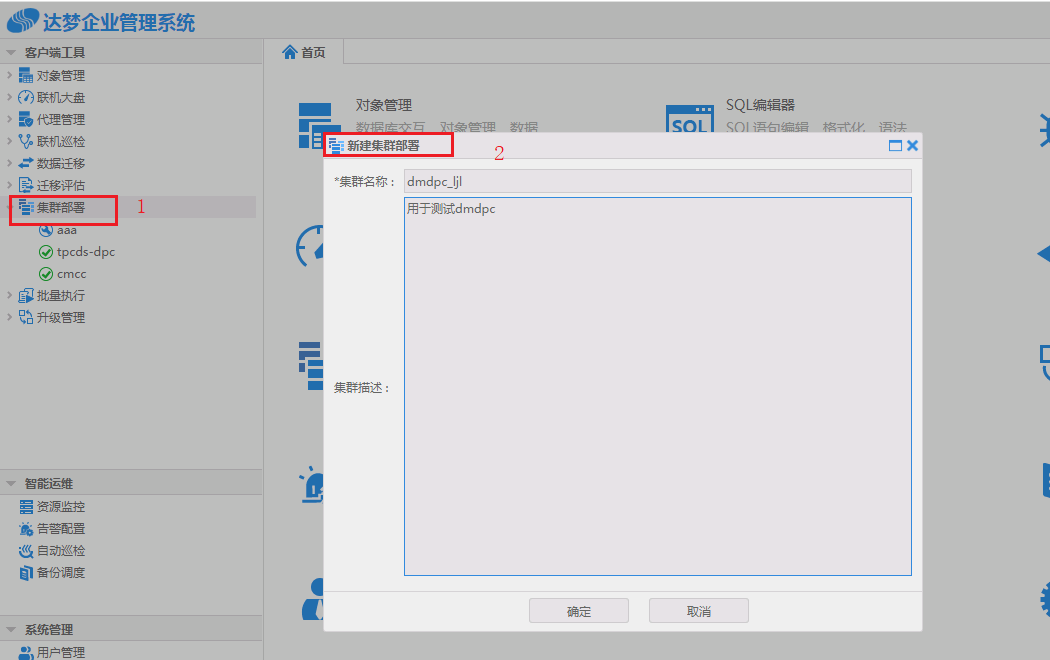 达梦企业管理系统
客户端工具
首页
对象管理
联机大盘
代理管理
联机巡检
数据迁移
迁移评估
集群部署
1
aaa
tpcds-dpc
cmcc
批量执行
升级管理
智能运维
资源监控
告警配置
自动巡检
备份调度
系统管理
用户管理
对象管理
数据库交互 对象管理 数据
SQL
SQL编辑器
SQL语句编辑 格式化 语法
新建集群部署
2
*集群名称：
dmdpc_ljl
集群描述：
用于测试dmdpc
确定
取消